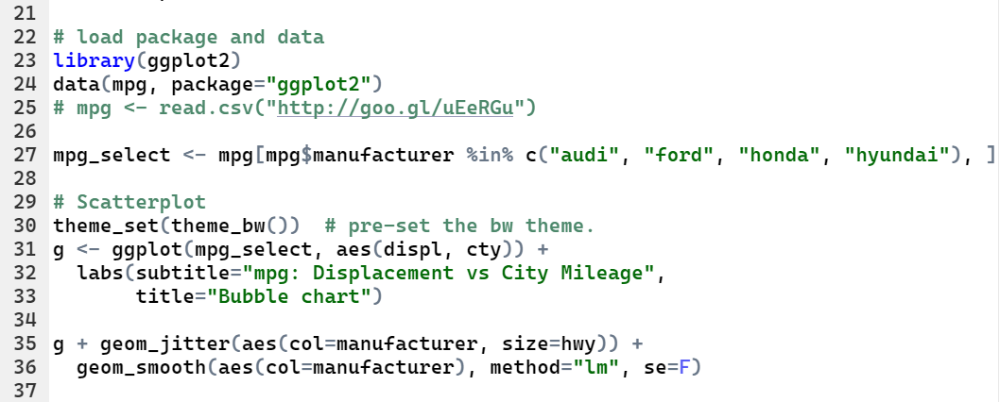 21
22 # load package and data
23 library(ggplot2)
24 data(mpg, package="ggplot2")
25 # mpg <- read.csv("http://goo.gl/uEeRGu")
26
27 mpg_select <- mpg[mpg$manufacturer %in% c("audi", "ford", "honda", "hyundai"), ]
28
29 # Scatterplot
30 theme_set(theme_bw())  # pre-set the bw theme.
31 g <- ggplot(mpg_select, aes(displ, cty)) +
32   labs(subtitle="mpg: Displacement vs City Mileage",
33        title="Bubble chart")
34
35 g + geom_jitter(aes(col=manufacturer, size=hwy)) +
36   geom_smooth(aes(col=manufacturer), method="lm", se=F)
37